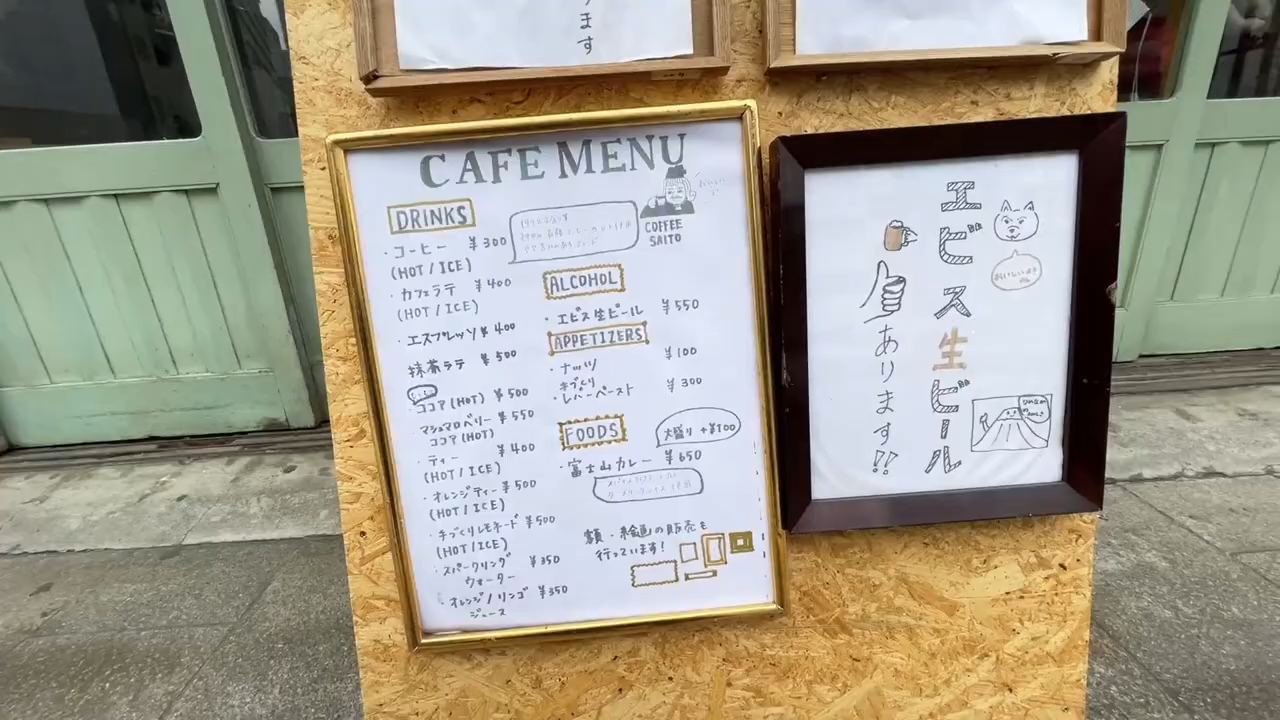 ります
CAFE MENU
DRINKS
・コーヒー ¥300
(HOT / ICE)
・カフェラテ ¥400
(HOT / ICE)
・エスプレッソ ¥400
抹茶ラテ ¥500
・ココア (HOT) ¥500
マシュマロベリー ¥550
ココア (HOT)
・ティー ¥400
(HOT / ICE)
・オレンジティー ¥500
(HOT / ICE)
・手づくりレモネード ¥500
(HOT / ICE)
・スパークリング ¥350
ウォーター
・オレンジ / リンゴ ¥350
ジュース
COFFEE
SAITO
ALCOHOL
・エビス生ビール ¥550
APPETIZERS
・ナッツ ¥100
手づくり
・レバーペースト ¥300
FOODS
大盛り +¥100
・富士山カレー ¥650
額・絵画の販売も
行っています!
エビス生ビール
あります!!